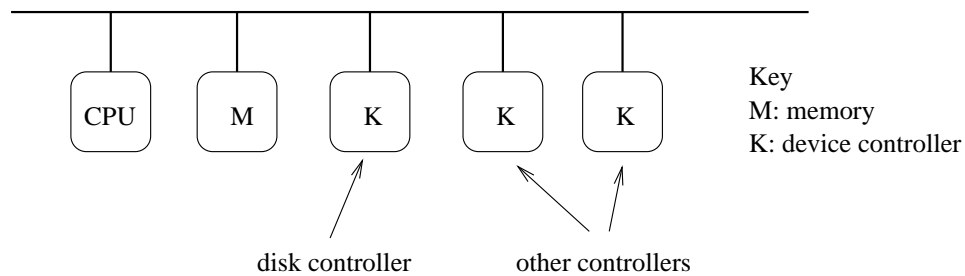 CPU
M
K
K
K
Key
M: memory
K: device controller
disk controller
other controllers